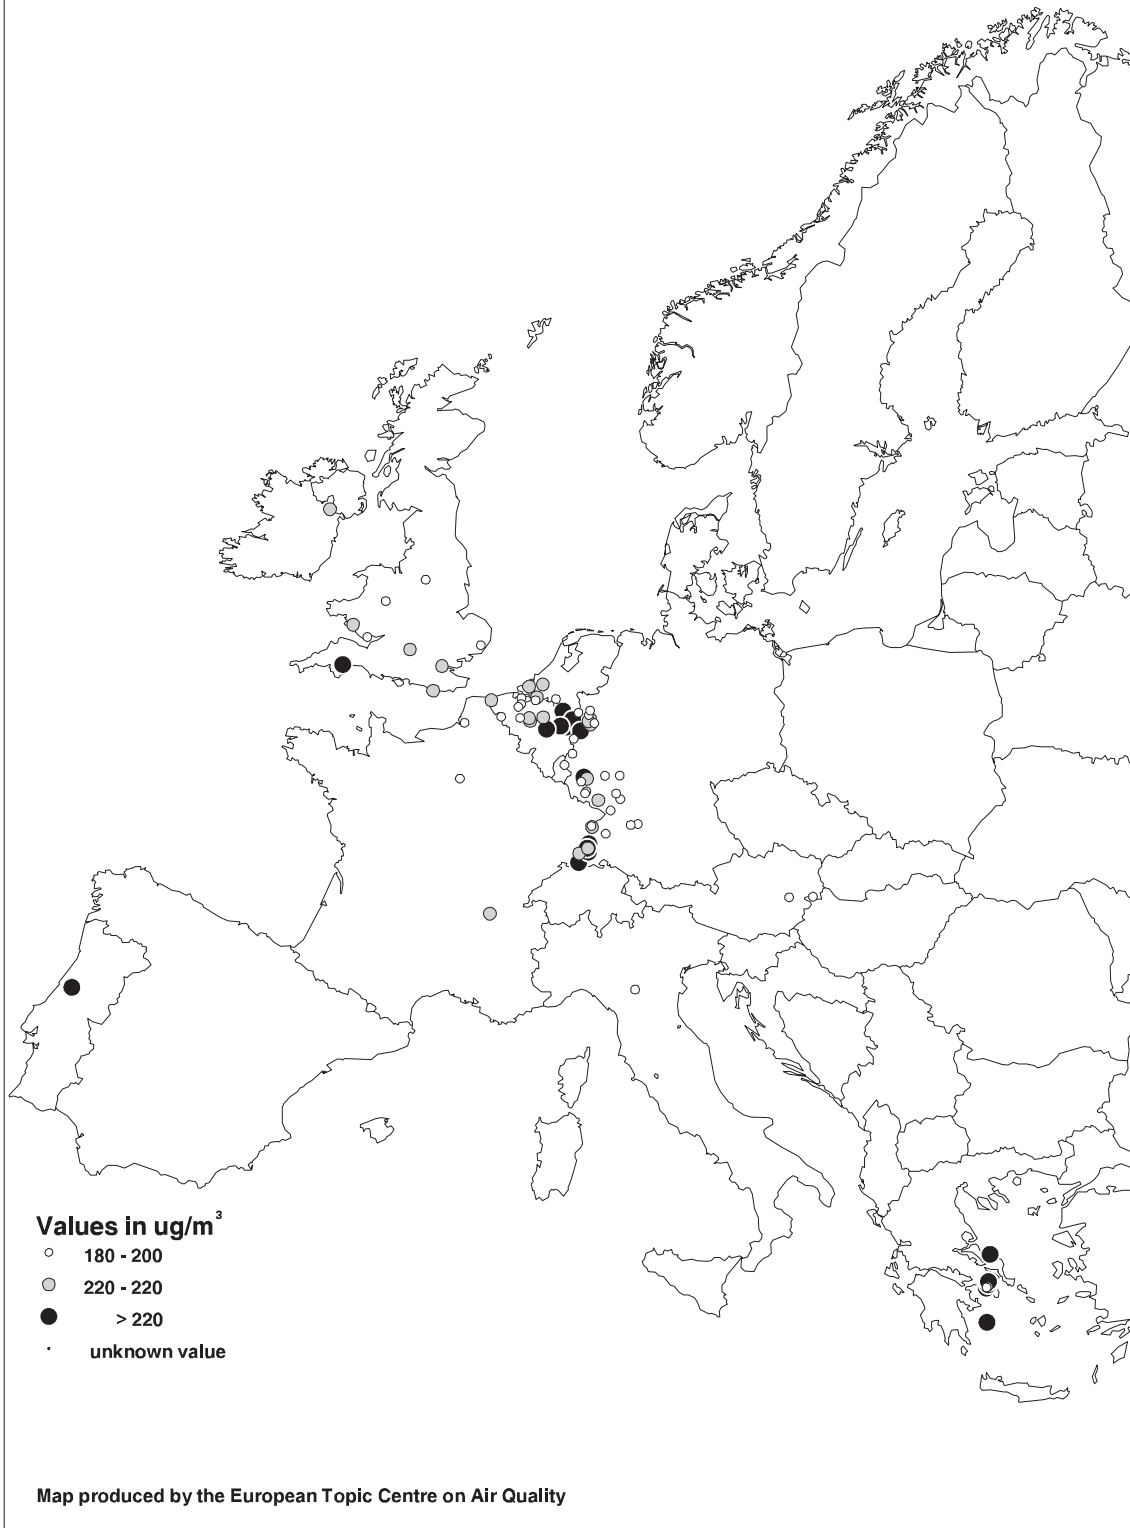 Values in ug/m³
180 - 200
220 - 220
> 220
unknown value
Map produced by the European Topic Centre on Air Quality